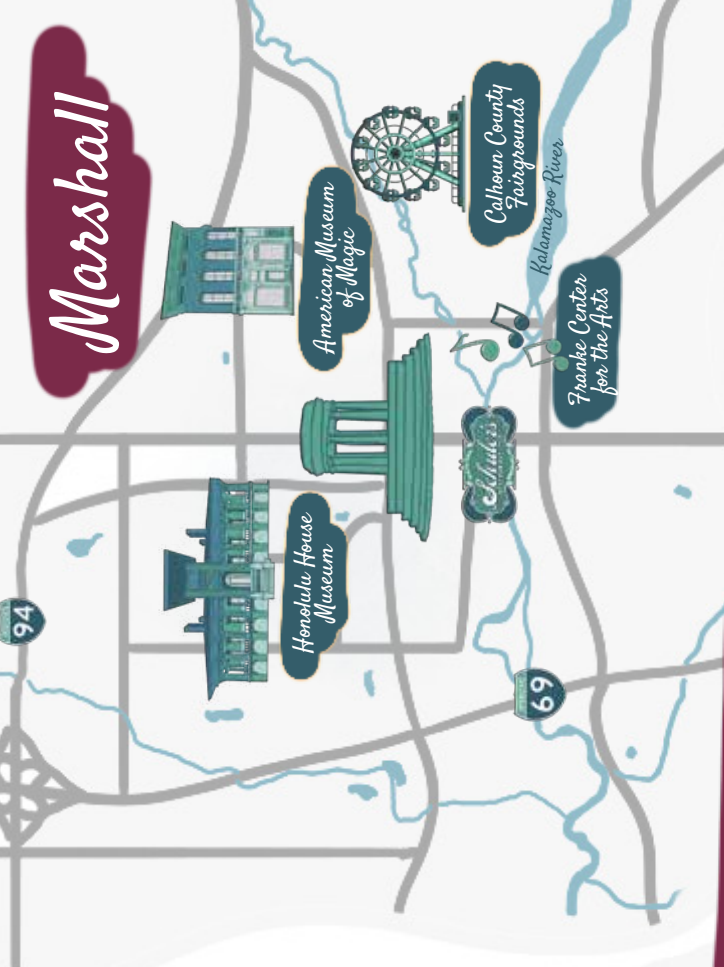 Marshall
Calhoun County
Fairgrounds
Kalamazoo River
American Museum
of Magic
Franke Center
for the Arts
Schuler's
Honolulu House
Museum
94
69